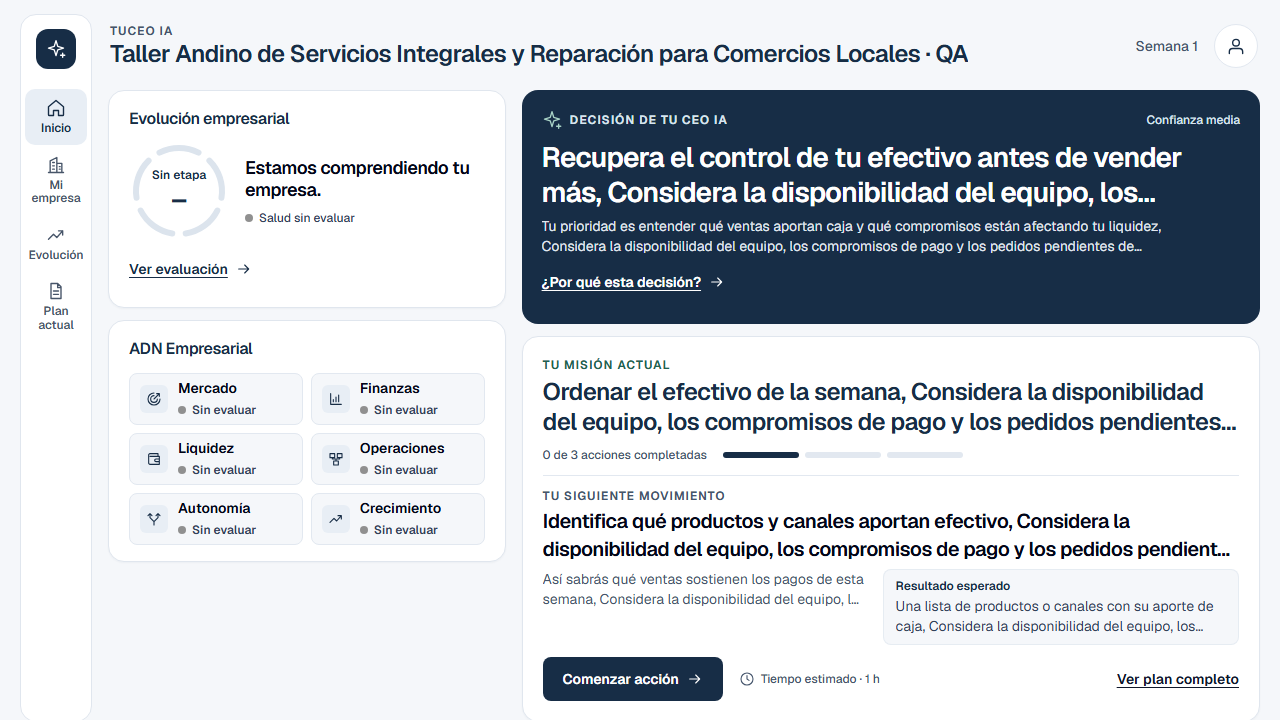 TUCEO IA
Taller Andino de Servicios Integrales y Reparación para Comercios Locales · QA
Semana 1
Inicio
Mi
empresa
Evolución
Plan
actual
Evolución empresarial
Sin etapa
–
Estamos comprendiendo tu
empresa.
Salud sin evaluar
Ver evaluación →
ADN Empresarial
Mercado
Sin evaluar
Finanzas
Sin evaluar
Liquidez
Sin evaluar
Operaciones
Sin evaluar
Autonomía
Sin evaluar
Crecimiento
Sin evaluar
DECISIÓN DE TU CEO IA
Confianza media
Recupera el control de tu efectivo antes de vender
más, Considera la disponibilidad del equipo, los...
Tu prioridad es entender qué ventas aportan caja y qué compromisos están afectando tu liquidez,
Considera la disponibilidad del equipo, los compromisos de pago y los pedidos pendientes de...
¿Por qué esta decisión? →
TU MISIÓN ACTUAL
Ordenar el efectivo de la semana, Considera la disponibilidad
del equipo, los compromisos de pago y los pedidos pendientes...
0 de 3 acciones completadas
TU SIGUIENTE MOVIMIENTO
Identifica qué productos y canales aportan efectivo, Considera la
disponibilidad del equipo, los compromisos de pago y los pedidos pendient...
Así sabrás qué ventas sostienen los pagos de esta
semana, Considera la disponibilidad del equipo, l...
Resultado esperado
Una lista de productos o canales con su aporte de
caja, Considera la disponibilidad del equipo, los...
Comenzar acción →
Tiempo estimado · 1 h
Ver plan completo